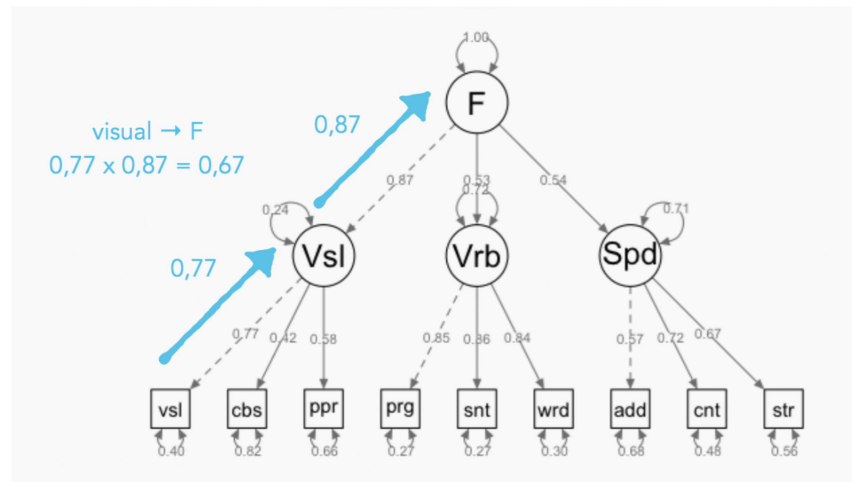 1.00
F
0,87
visual → F
0,77 x 0,87 = 0,67
0.87
0.53
0.72
0.54
0.24
0.71
Vsl
Vrb
Spd
0,77
0.77
0.42
0.58
0.85
0.86
0.84
0.57
0.72
0.67
vsl
cbs
ppr
prg
snt
wrd
add
cnt
str
0.40
0.82
0.66
0.27
0.27
0.30
0.68
0.48
0.56